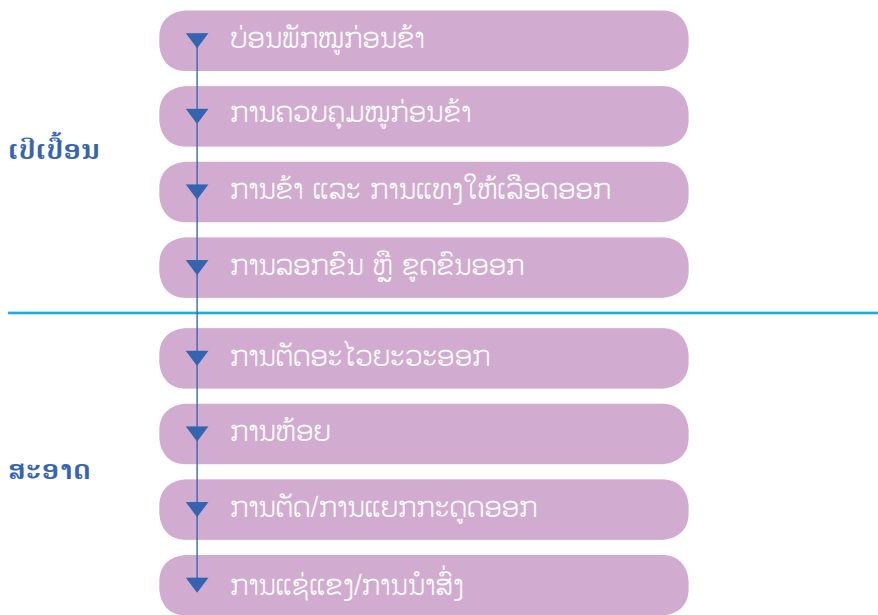 ບ່ອນພັກໝູກ່ອນຂ້າ
ການຄວບຄຸມໝູກ່ອນຂ້າ
ເປິເປື້ອນ
ການຂ້າ ແລະ ການແທງໃຫ້ເລືອດອອກ
ການລອກຂົນ ຫຼື ຂູດຂົນອອກ
ການຕັດອະໄວຍະວະອອກ
ການຫ້ອຍ
ສະອາດ
ການຕັດ/ການແຍກກະດູດອອກ
ການແຊ່ແຂງ/ການນຳສົ່ງ